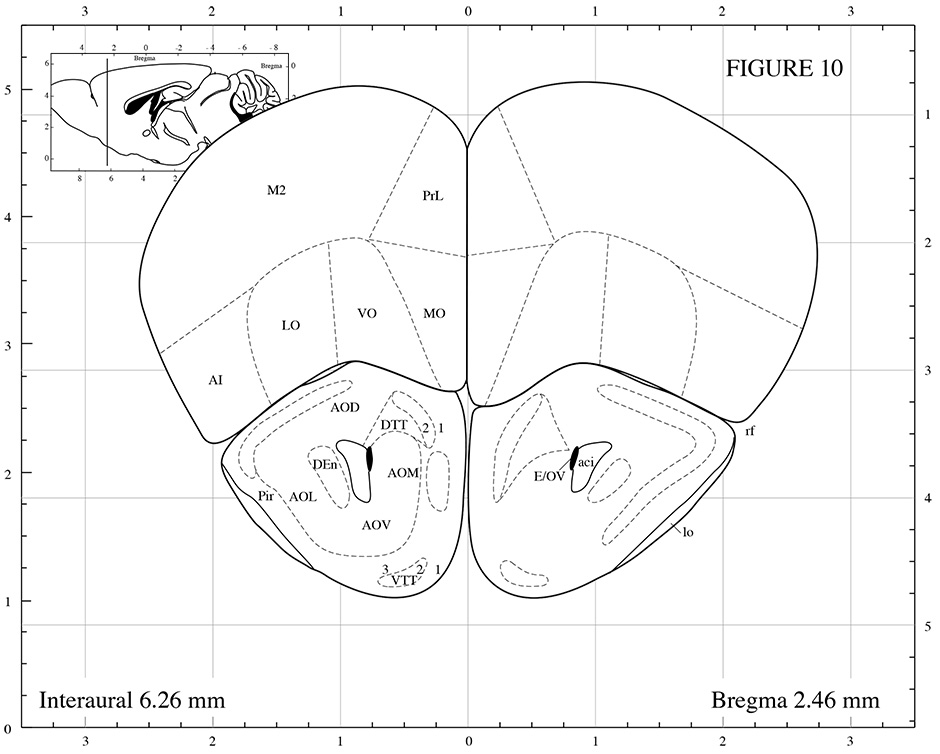 3 2 1 0 1 2 3
4 2 0 -2 -4 -6 -8
Bregma
Bregma
0
6
4
2
0
8 6 4 2
FIGURE 10
5
4
3
2
1
0
1
2
3
4
5
M2
PrL
LO
VO
MO
AI
AOD
DTT
2 1
DEn
AOM
Pir
AOL
AOV
3 2 1
VTT
rf
aci
E/OV
lo
Interaural 6.26 mm
Bregma 2.46 mm
3 2 1 0 1 2 3